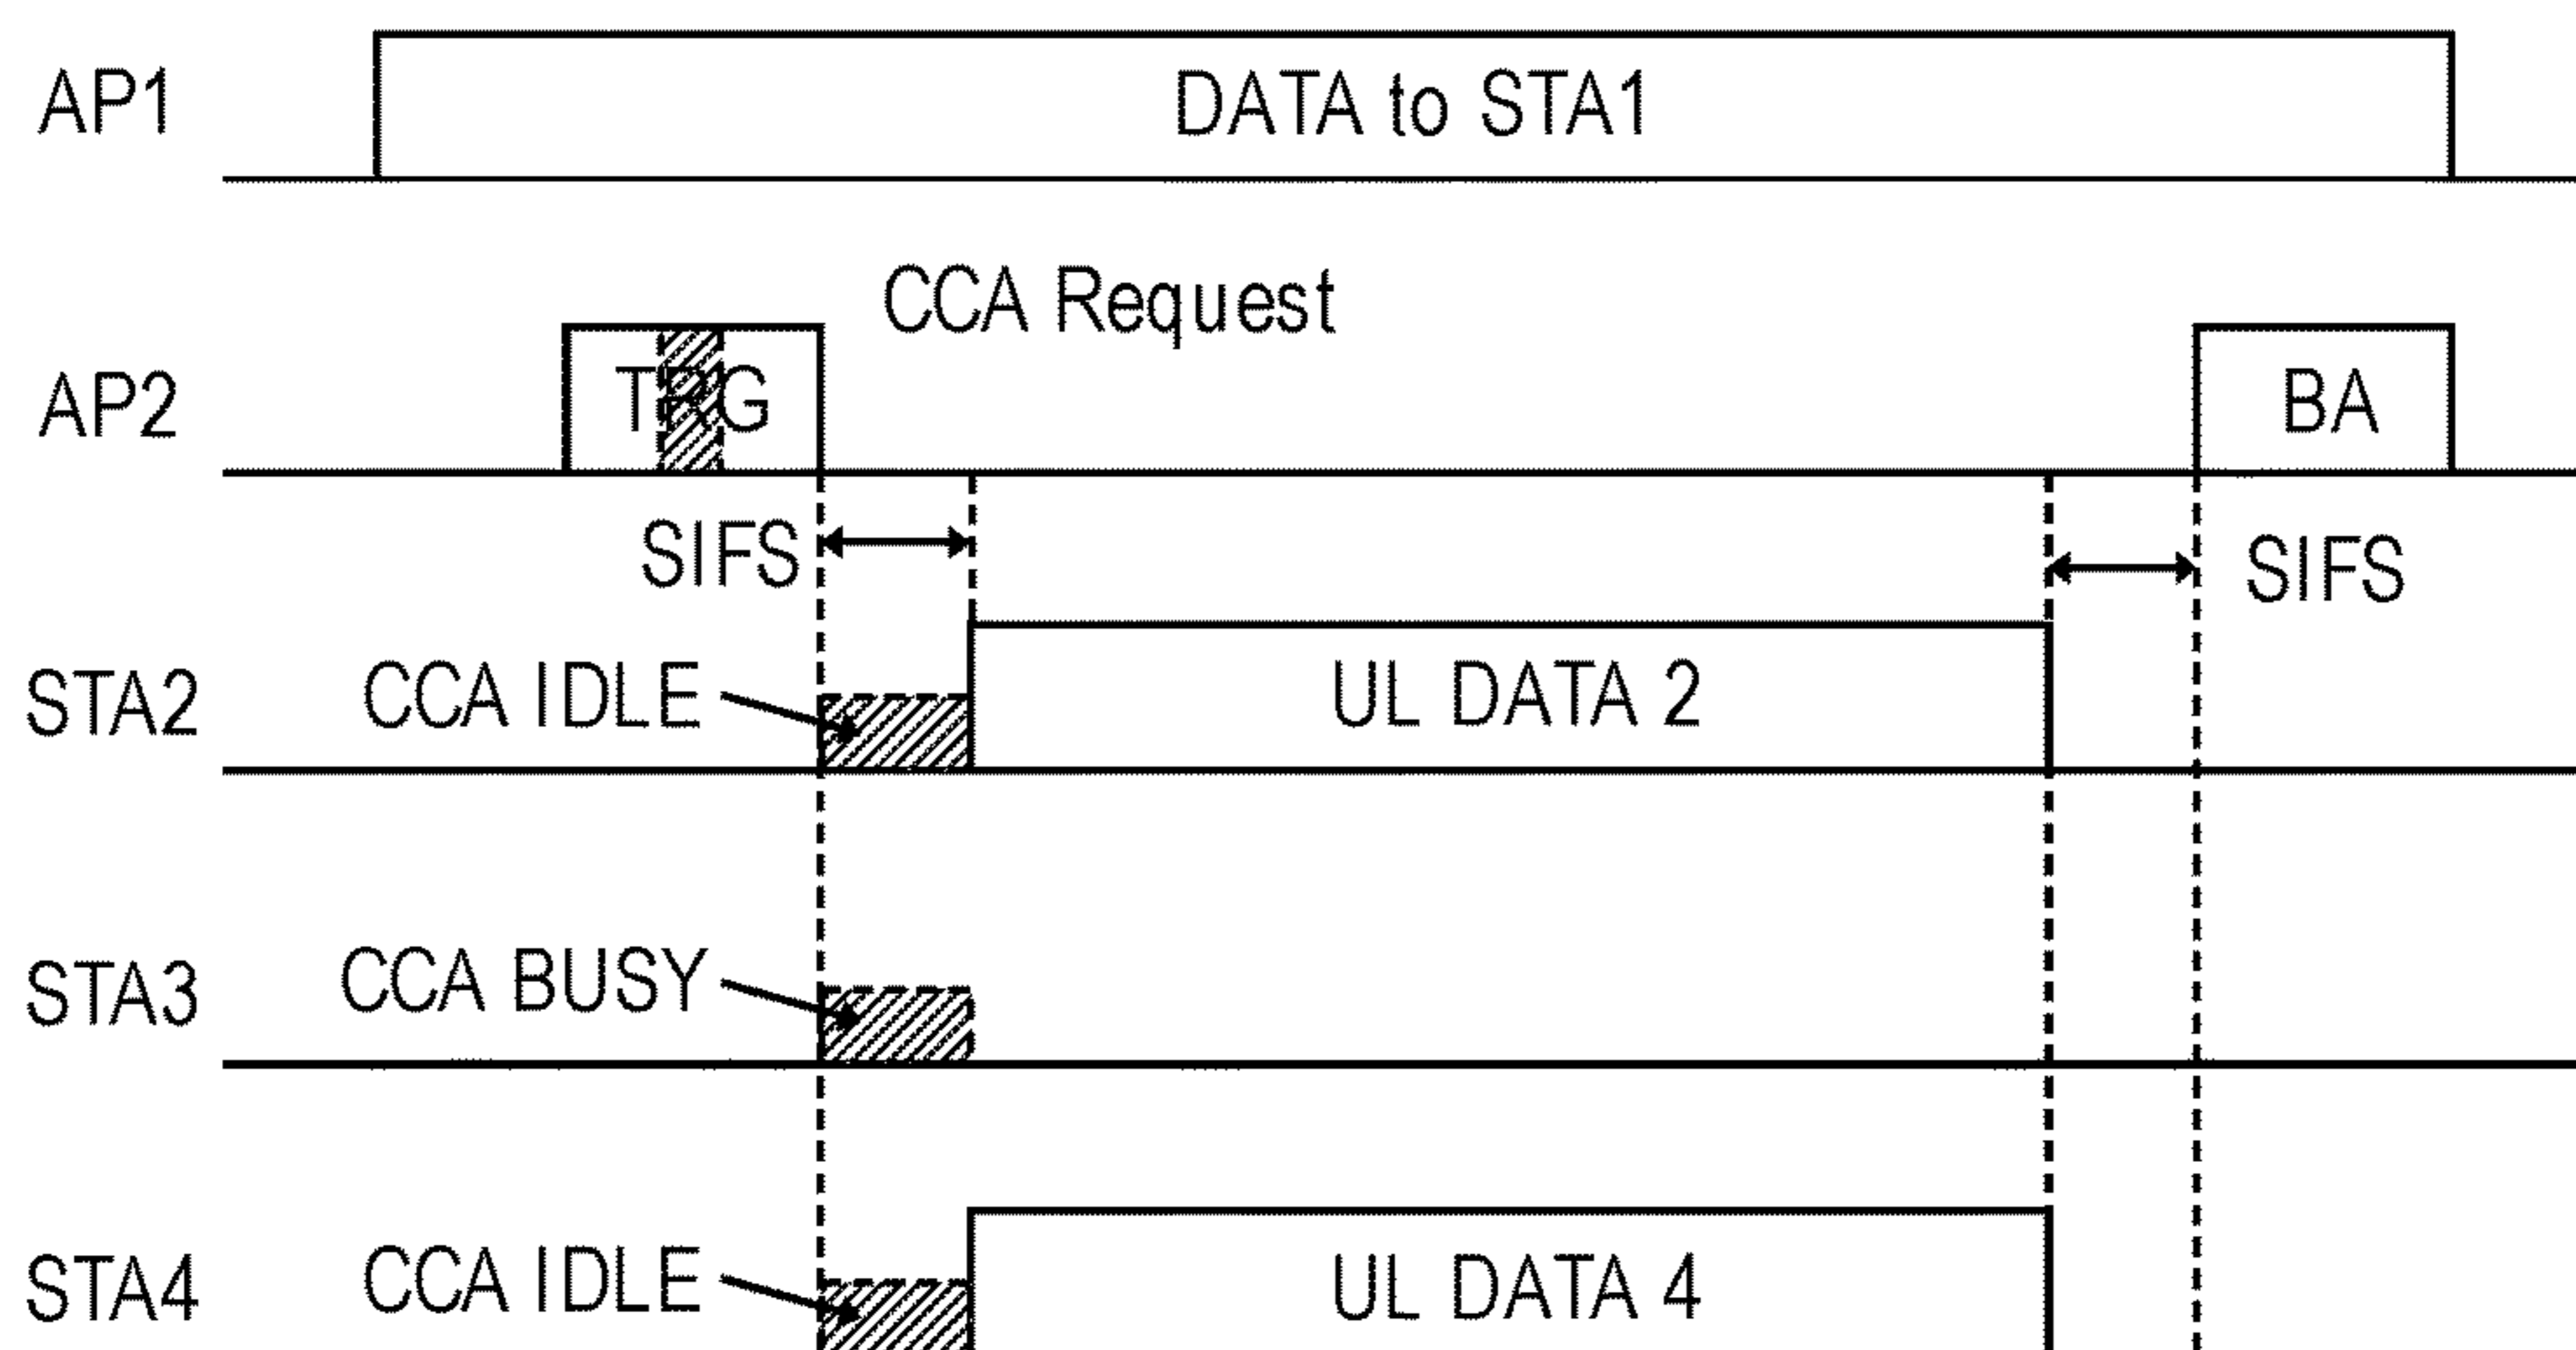 AP1
DATA to STA1
CCA Request
AP2
TRG
BA
SIFS
SIFS
STA2
CCA IDLE
UL DATA 2
STA3
CCA BUSY
STA4
CCA IDLE
UL DATA 4